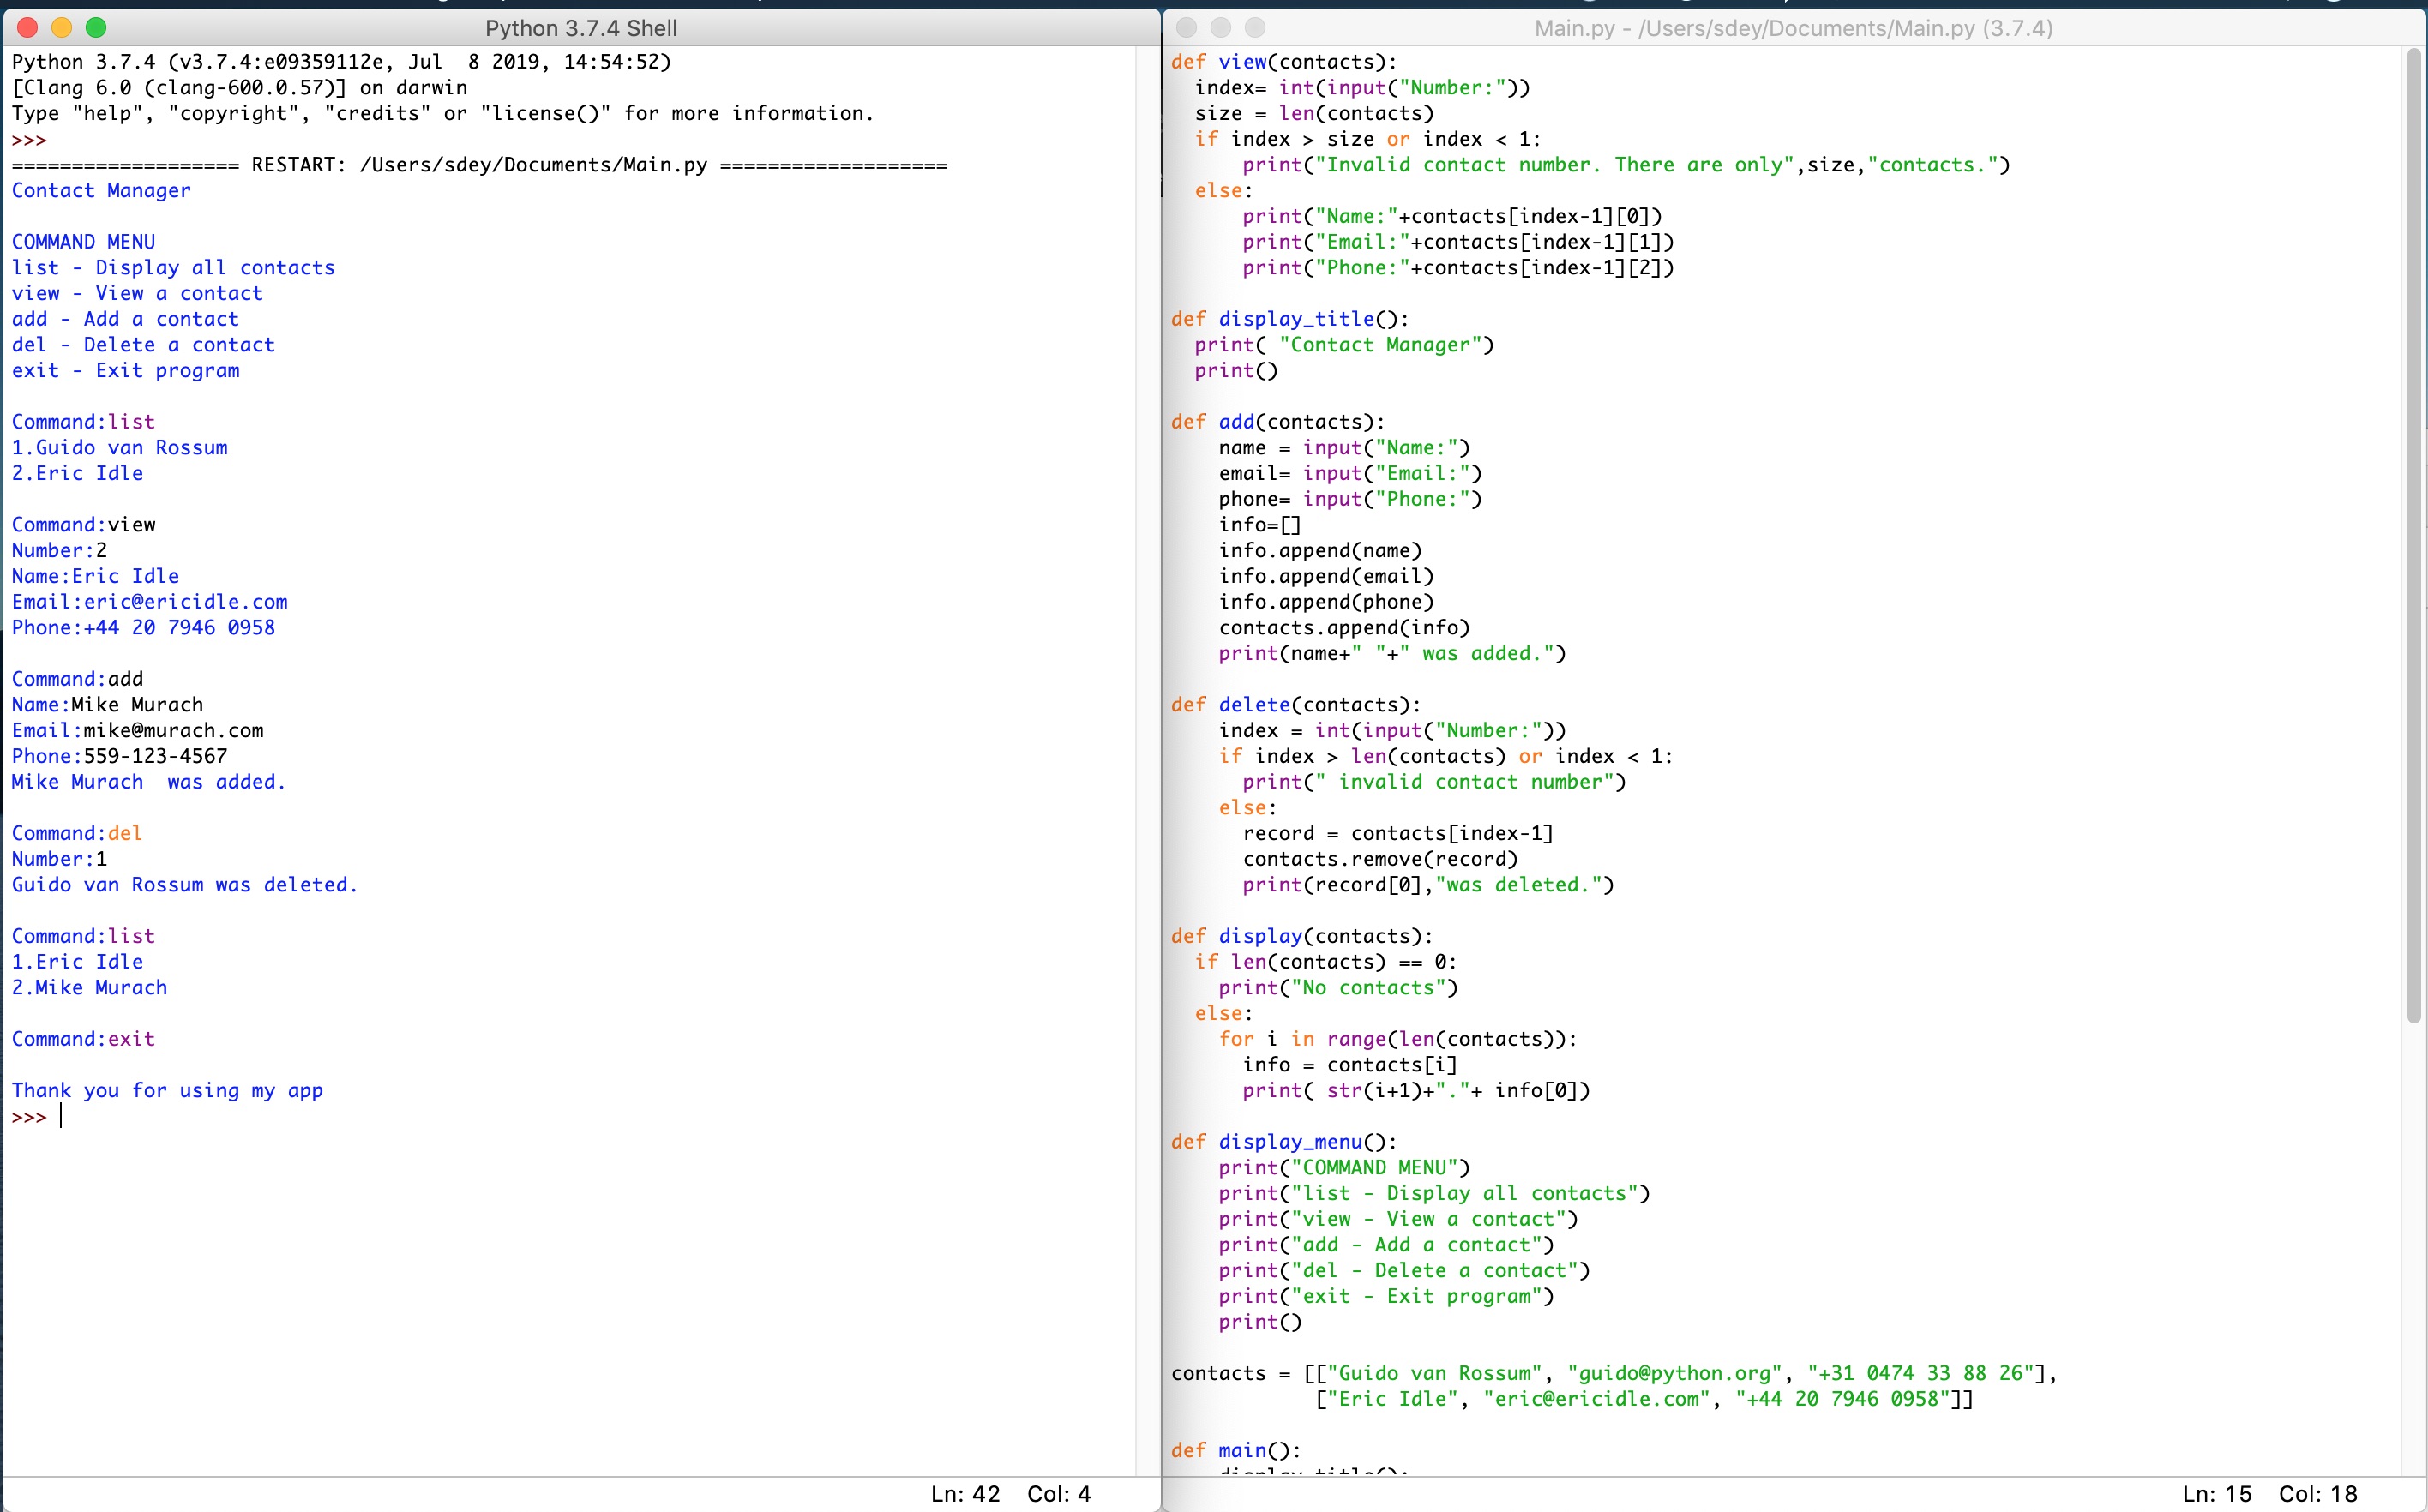 Python 3.7.4 Shell
Python 3.7.4 (v3.7.4:e09359112e, Jul  8 2019, 14:54:52)
[Clang 6.0 (clang-600.0.57)] on darwin
Type "help", "copyright", "credits" or "license()" for more information.
>>>
=================== RESTART: /Users/sdey/Documents/Main.py ===================
Contact Manager

COMMAND MENU
list - Display all contacts
view - View a contact
add - Add a contact
del - Delete a contact
exit - Exit program

Command:list
1.Guido van Rossum
2.Eric Idle

Command:view
Number:2
Name:Eric Idle
Email:eric@ericidle.com
Phone:+44 20 7946 0958

Command:add
Name:Mike Murach
Email:mike@murach.com
Phone:559-123-4567
Mike Murach  was added.

Command:del
Number:1
Guido van Rossum was deleted.

Command:list
1.Eric Idle
2.Mike Murach

Command:exit

Thank you for using my app
>>>
Ln: 42 Col: 4
Main.py - /Users/sdey/Documents/Main.py (3.7.4)
def view(contacts):
  index= int(input("Number:"))
  size = len(contacts)
  if index > size or index < 1:
      print("Invalid contact number. There are only",size,"contacts.")
  else:
      print("Name:"+contacts[index-1][0])
      print("Email:"+contacts[index-1][1])
      print("Phone:"+contacts[index-1][2])

def display_title():
  print( "Contact Manager")
  print()

def add(contacts):
    name = input("Name:")
    email= input("Email:")
    phone= input("Phone:")
    info=[]
    info.append(name)
    info.append(email)
    info.append(phone)
    contacts.append(info)
    print(name+" "+" was added.")

def delete(contacts):
    index = int(input("Number:"))
    if index > len(contacts) or index < 1:
      print(" invalid contact number")
    else:
      record = contacts[index-1]
      contacts.remove(record)
      print(record[0],"was deleted.")

def display(contacts):
  if len(contacts) == 0:
    print("No contacts")
  else:
    for i in range(len(contacts)):
      info = contacts[i]
      print( str(i+1)+"."+ info[0])

def display_menu():
    print("COMMAND MENU")
    print("list - Display all contacts")
    print("view - View a contact")
    print("add - Add a contact")
    print("del - Delete a contact")
    print("exit - Exit program")
    print()

contacts = [["Guido van Rossum", "guido@python.org", "+31 0474 33 88 26"],
            ["Eric Idle", "eric@ericidle.com", "+44 20 7946 0958"]]

def main():
Ln: 15 Col: 18